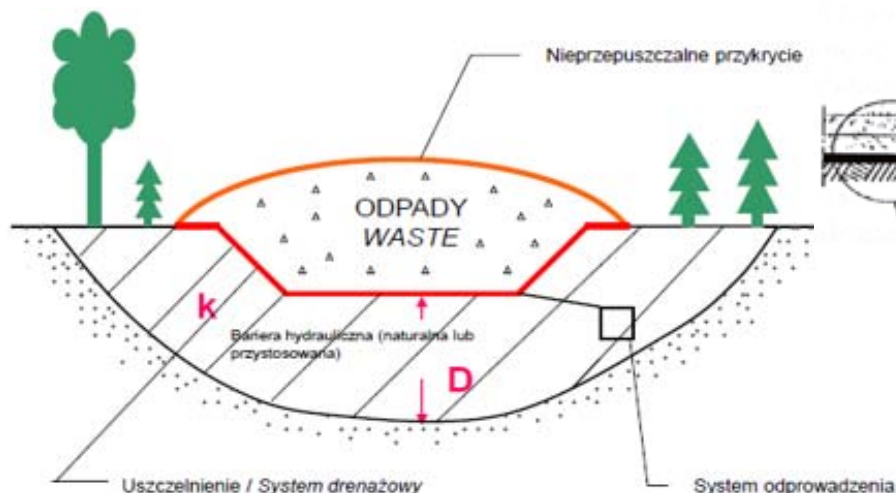 Nieprzepuszczalne przykrycie
ODPADY
WASTE
k
Bariera hydrauliczna (naturalna lub
przystosowana)
D
Uszczelnienie / System drenażowy
System odprowadzenia